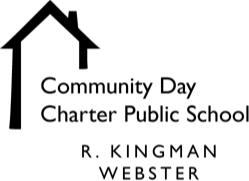 Community Day
Charter Public School
R. KINGMAN
WEBSTER